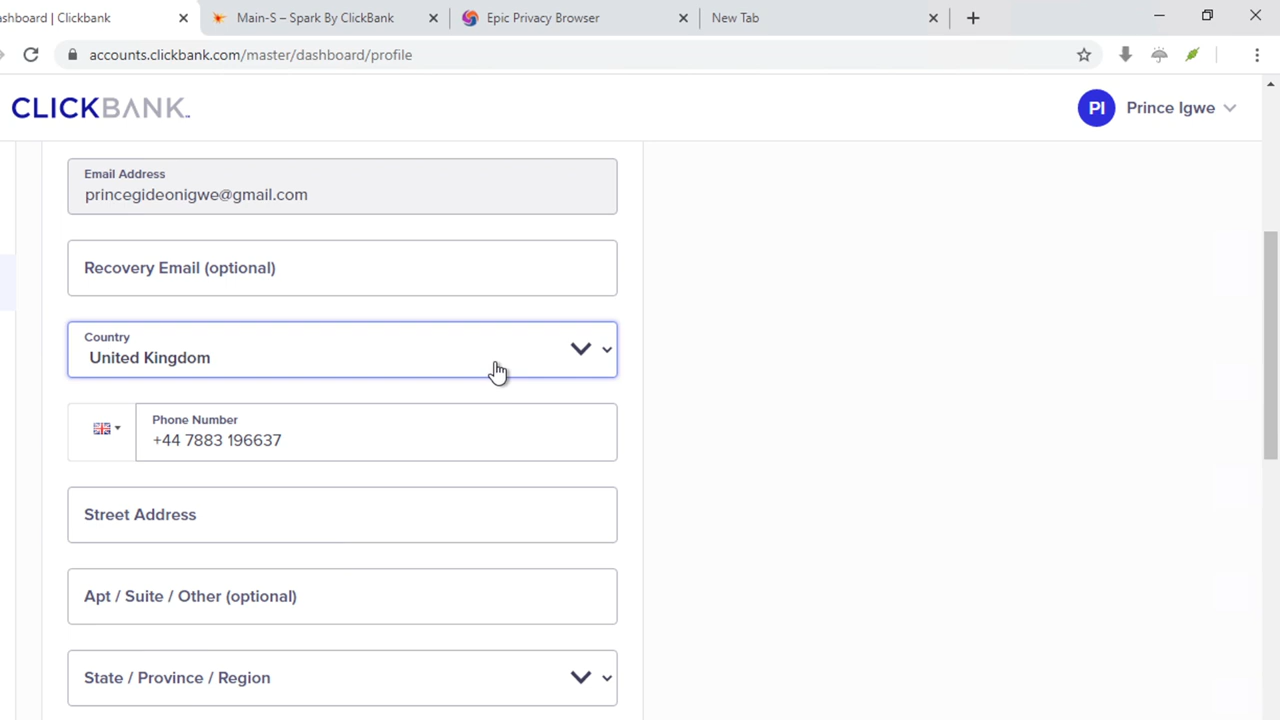 ashboard | Clickbank
Main-S – Spark By ClickBank
Epic Privacy Browser
New Tab
accounts.clickbank.com/master/dashboard/profile
CLICKBANK
PI
Prince Igwe
Email Address
princegideonigwe@gmail.com
Recovery Email (optional)
Country
United Kingdom
Phone Number
+44 7883 196637
Street Address
Apt / Suite / Other (optional)
State / Province / Region